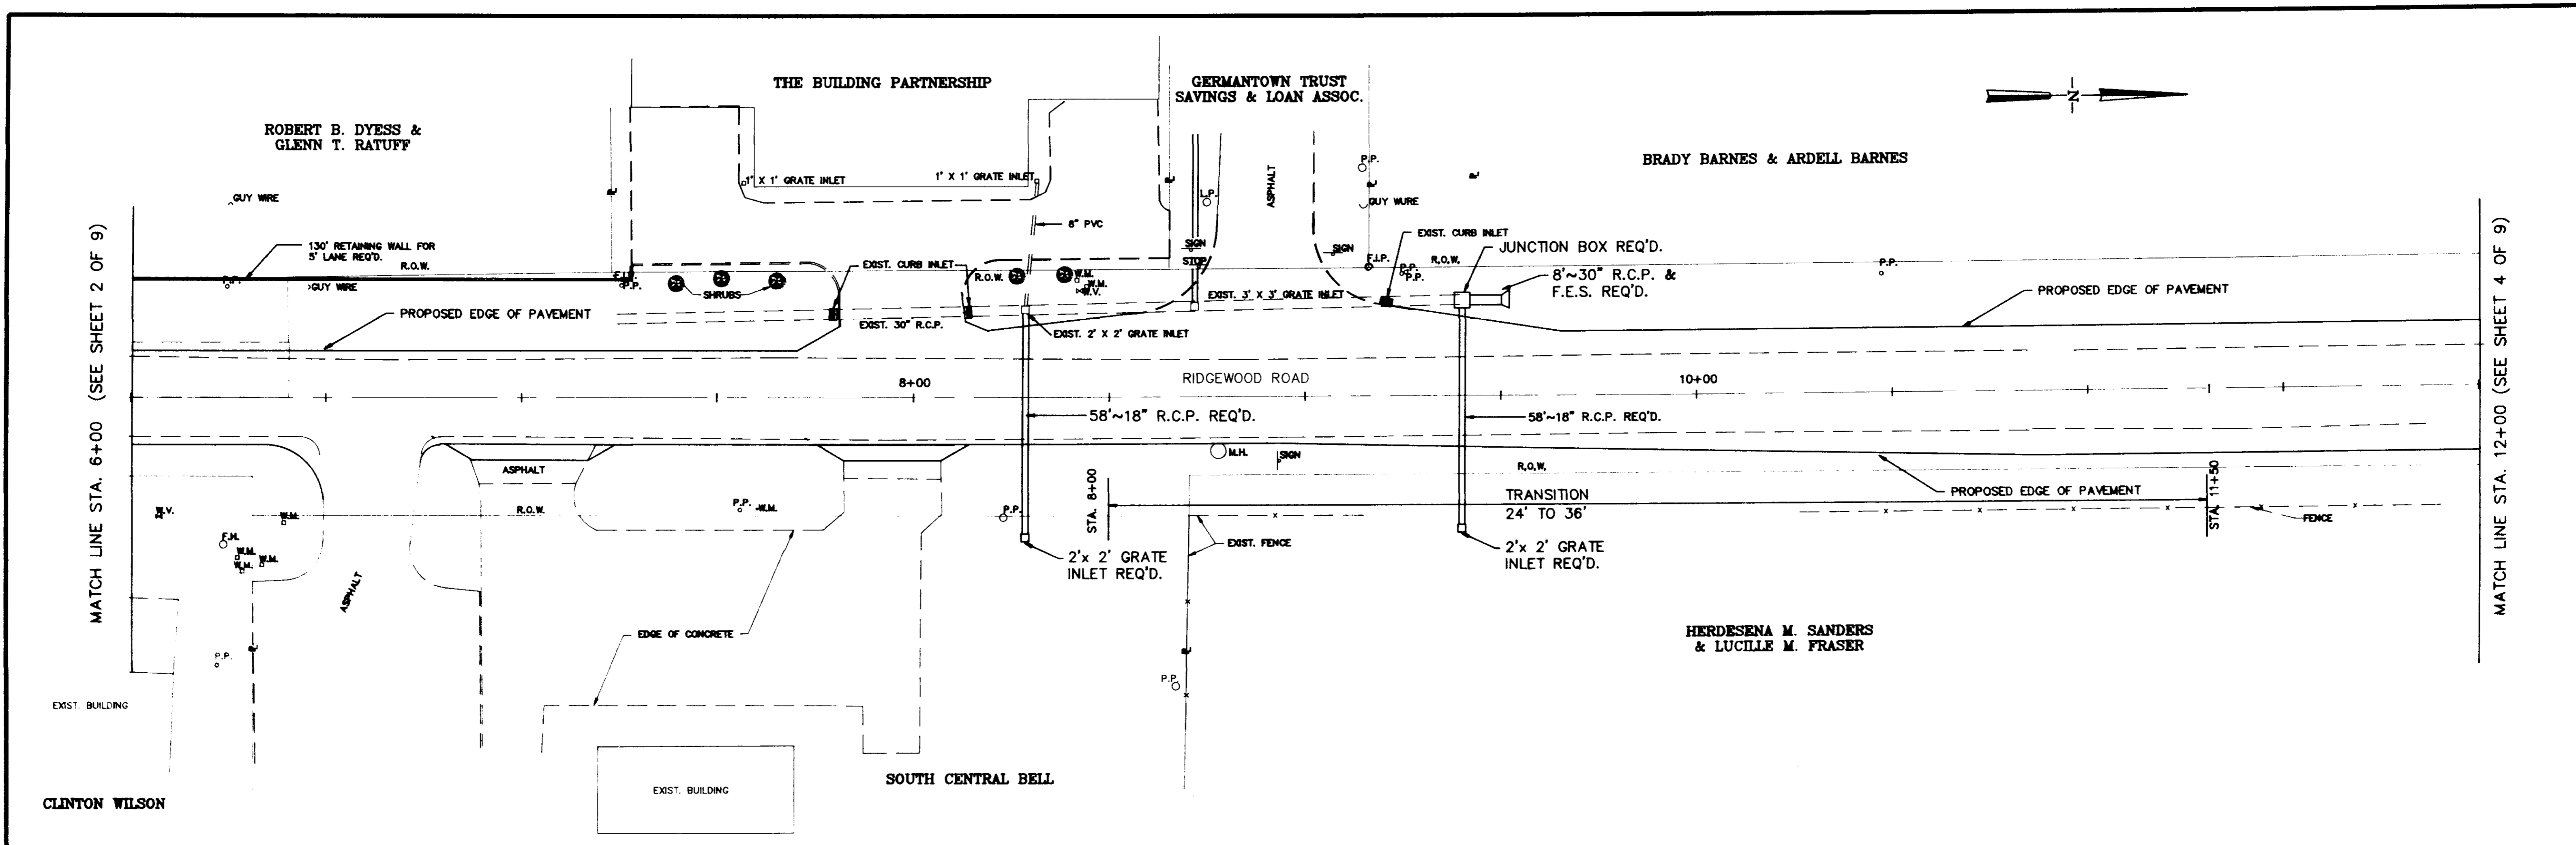 THE BUILDING PARTNERSHIP
GERMANTOWN TRUST
SAVINGS & LOAN ASSOC.
N
ROBERT B. DYESS &
GLENN T. RATUFF
BRADY BARNES & ARDELL BARNES
P.P.
1' X 1' GRATE INLET
1' X 1' GRATE INLET
ASPHALT
L.P.
GUY WIRE
GUY WURE
8" PVC
EXIST. CURB INLET
JUNCTION BOX REQ'D.
130' RETAINING WALL FOR
5' LANE REQ'D.
R.O.W.
SIGN
STOP
SIGN
F.I.P.
R.O.W.
P.P.
P.P.
P.P.
8'~30" R.C.P. &
F.E.S. REQ'D.
EXIST. CURB INLET
P.P.
GUY WIRE
F.I.P.
P.P.
SHRUBS
R.O.W.
W.M.
W.M.
W.V.
EXIST. 3' X 3' GRATE INLET
PROPOSED EDGE OF PAVEMENT
PROPOSED EDGE OF PAVEMENT
EXIST. 30" R.C.P.
EXIST. 2' X 2' GRATE INLET
MATCH LINE STA. 6+00 (SEE SHEET 2 OF 9)
8+00
RIDGEWOOD ROAD
10+00
MATCH LINE STA. 12+00 (SEE SHEET 4 OF 9)
58'~18" R.C.P. REQ'D.
58'~18" R.C.P. REQ'D.
M.H.
SIGN
ASPHALT
R.O.W.
R.O.W.
P.P.
W.M.
P.P.
STA. 8+00
TRANSITION
24' TO 36'
PROPOSED EDGE OF PAVEMENT
STA. 11+50
FENCE
W.V.
W.M.
F.H.
W.M.
W.M.
W.M.
ASPHALT
EXIST. FENCE
2'x 2' GRATE
INLET REQ'D.
2'x 2' GRATE
INLET REQ'D.
EDGE OF CONCRETE
HERDESENA M. SANDERS
& LUCILLE M. FRASER
P.P.
P.P.
EXIST. BUILDING
SOUTH CENTRAL BELL
EXIST. BUILDING
CLINTON WILSON